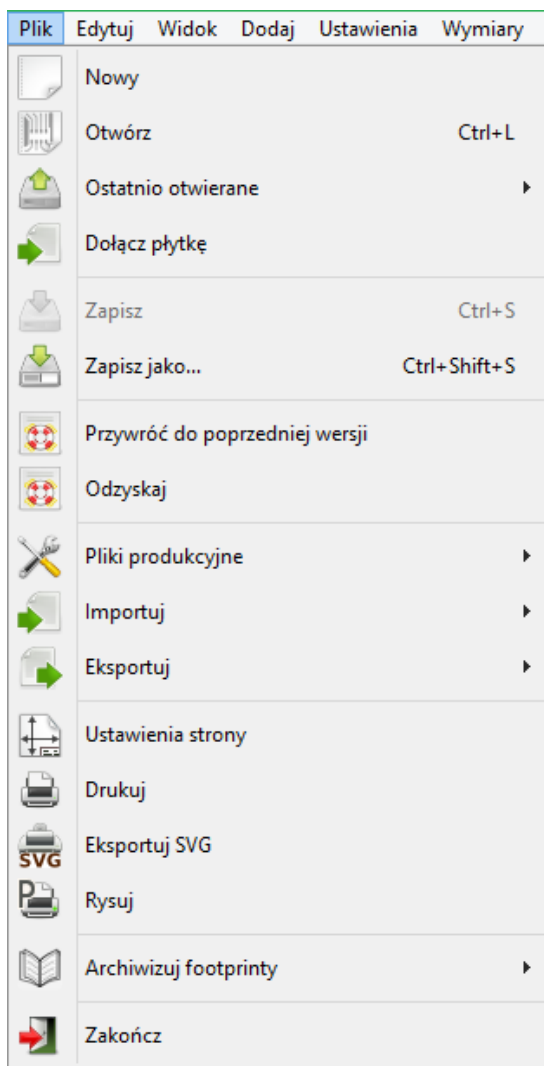 Plik Edytuj Widok Dodaj Ustawienia Wymiary
Nowy
Otwórz Ctrl+L
Ostatnio otwierane
Dołącz płytkę
Zapisz Ctrl+S
Zapisz jako... Ctrl+Shift+S
Przywróć do poprzedniej wersji
Odzyskaj
Pliki produkcyjne
Importuj
Eksportuj
Ustawienia strony
Drukuj
SVG Eksportuj SVG
P Rysuj
Archiwizuj footprinty
Zakończ